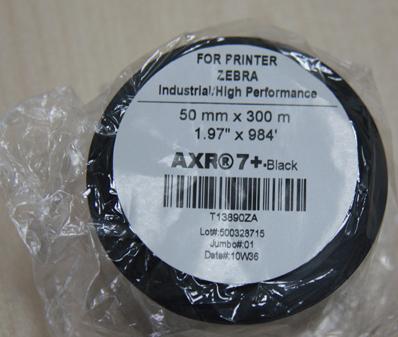 FOR PRINTER
ZEBRA
Industrial/High Performance
50 mm x 300 m
1.97" x 984'
AXR®7+-Black
T13890ZA
Lot#:500328715
Jumbo#:01
Date#:10W36